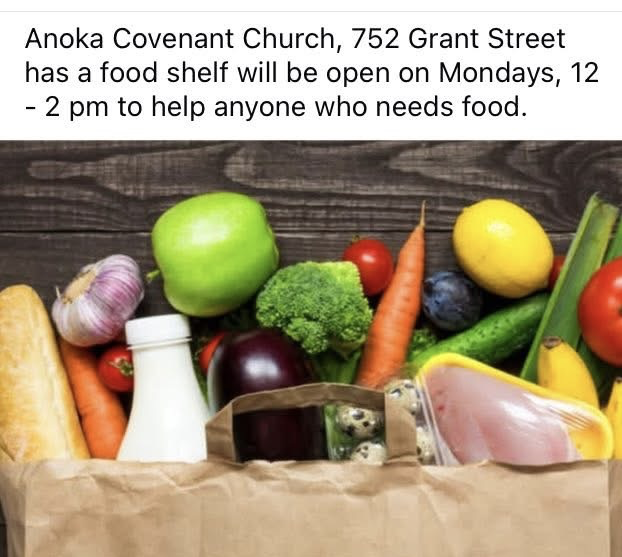 Anoka Covenant Church, 752 Grant Street
has a food shelf will be open on Mondays, 12
- 2 pm to help anyone who needs food.